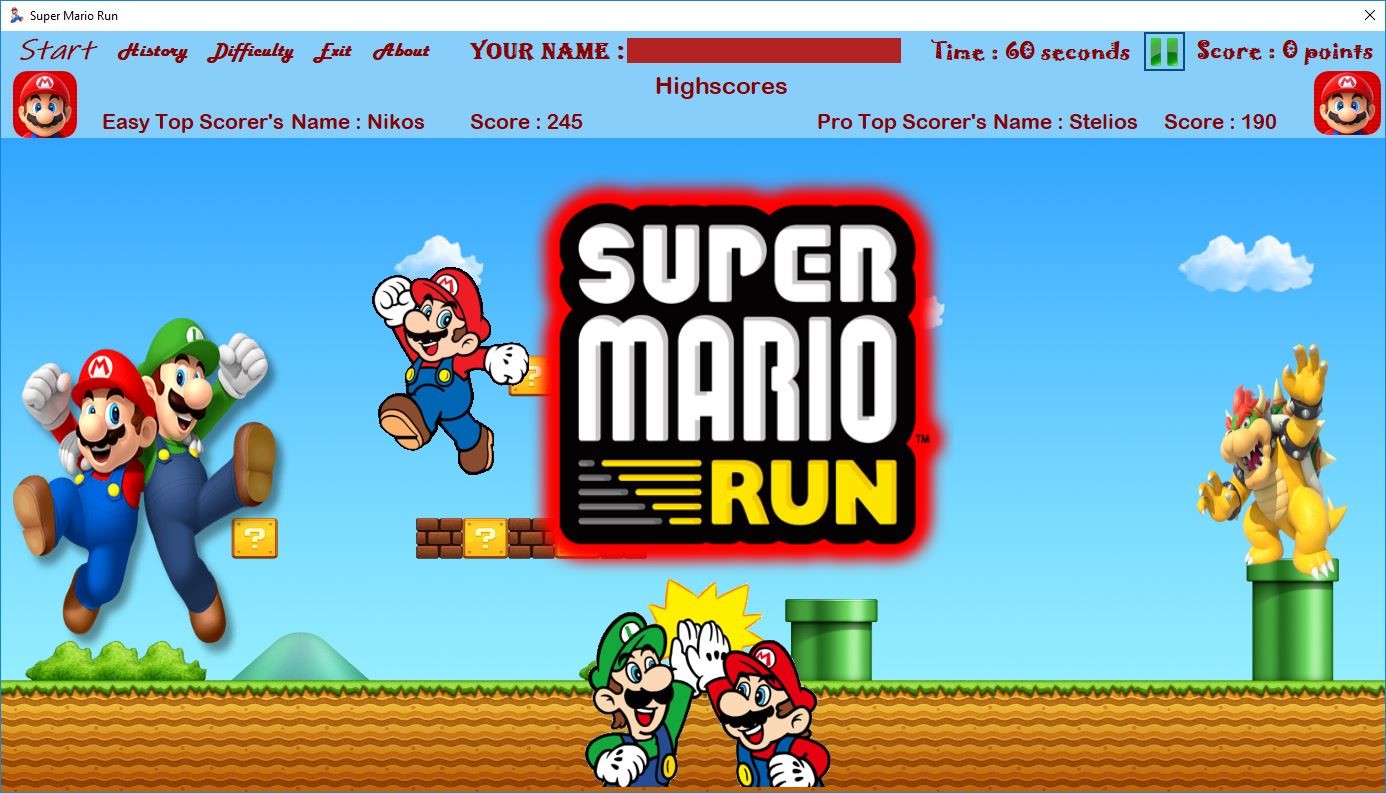 Super Mario Run
Start History Difficulty Exit About YOUR NAME : Time : 60 seconds Score : 0 points
Highscores
Easy Top Scorer's Name : Nikos Score : 245 Pro Top Scorer's Name : Stelios Score : 190
SUPER
MARIO
TM
RUN
M
L
M
M
?
?
?
L
M
M
M